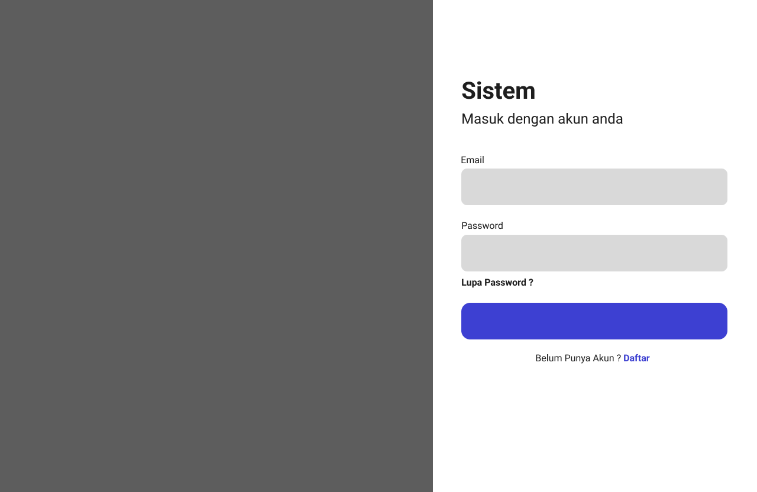 Sistem
Masuk dengan akun anda
Email
Password
Lupa Password ?
Belum Punya Akun ? Daftar